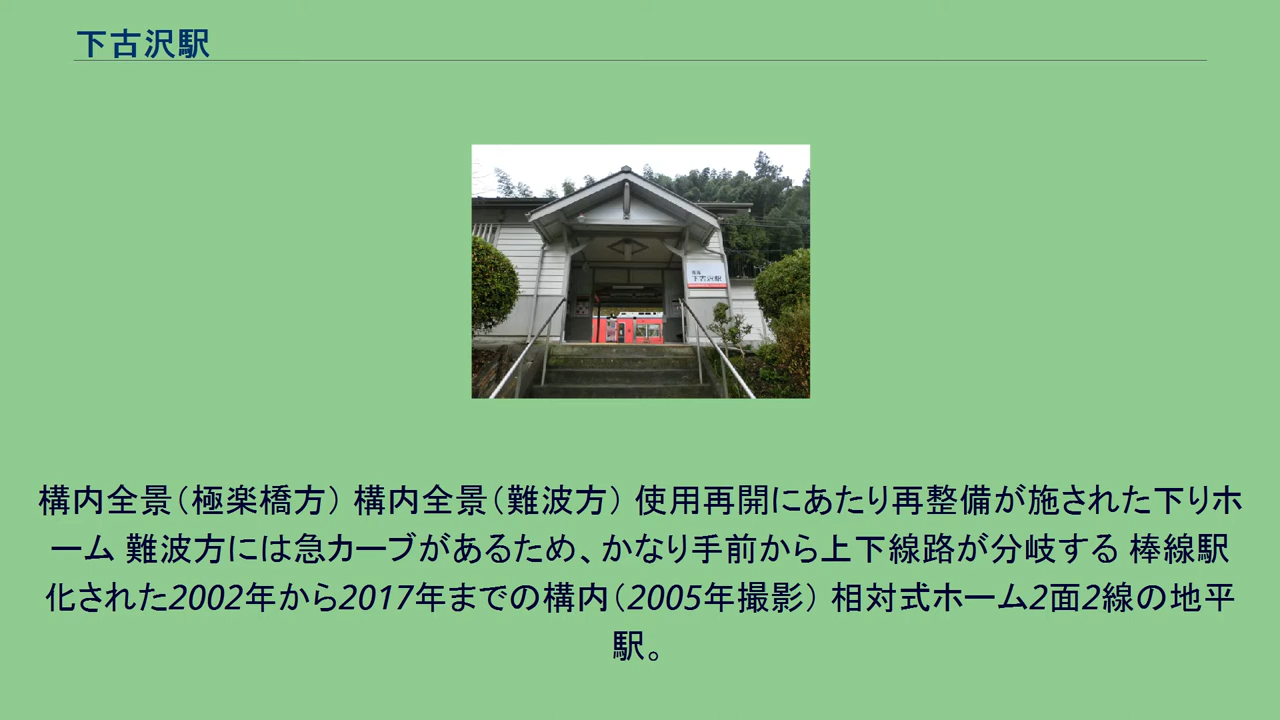 下古沢駅
南海
下古沢駅
構内全景（極楽橋方） 構内全景（難波方） 使用再開にあたり再整備が施された下りホ
ーム 難波方には急カーブがあるため、かなり手前から上下線路が分岐する 棒線駅
化された2002年から2017年までの構内（2005年撮影） 相対式ホーム2面2線の地平
駅。